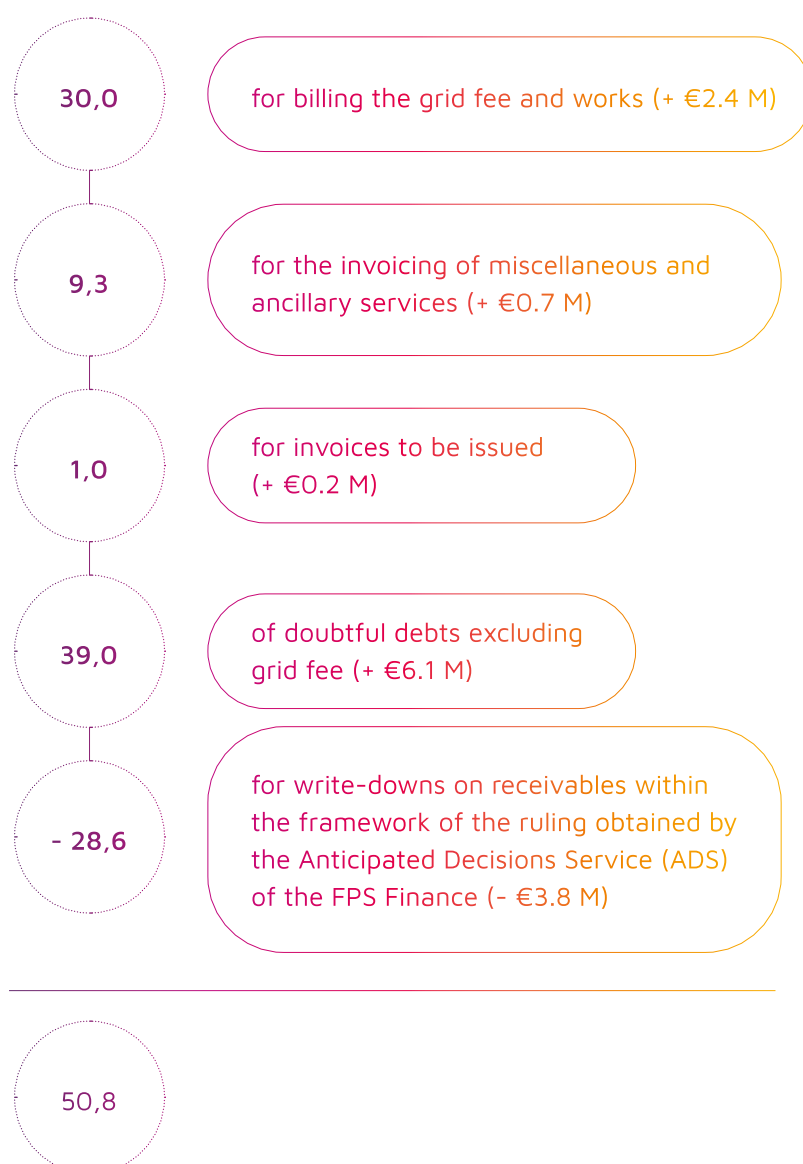 30,0
for billing the grid fee and works (+ €2.4 M)
9,3
for the invoicing of miscellaneous and
ancillary services (+ €0.7 M)
1,0
for invoices to be issued
(+ €0.2 M)
39,0
of doubtful debts excluding
grid fee (+ €6.1 M)
- 28,6
for write-downs on receivables within
the framework of the ruling obtained by
the Anticipated Decisions Service (ADS)
of the FPS Finance (- €3.8 M)
50,8